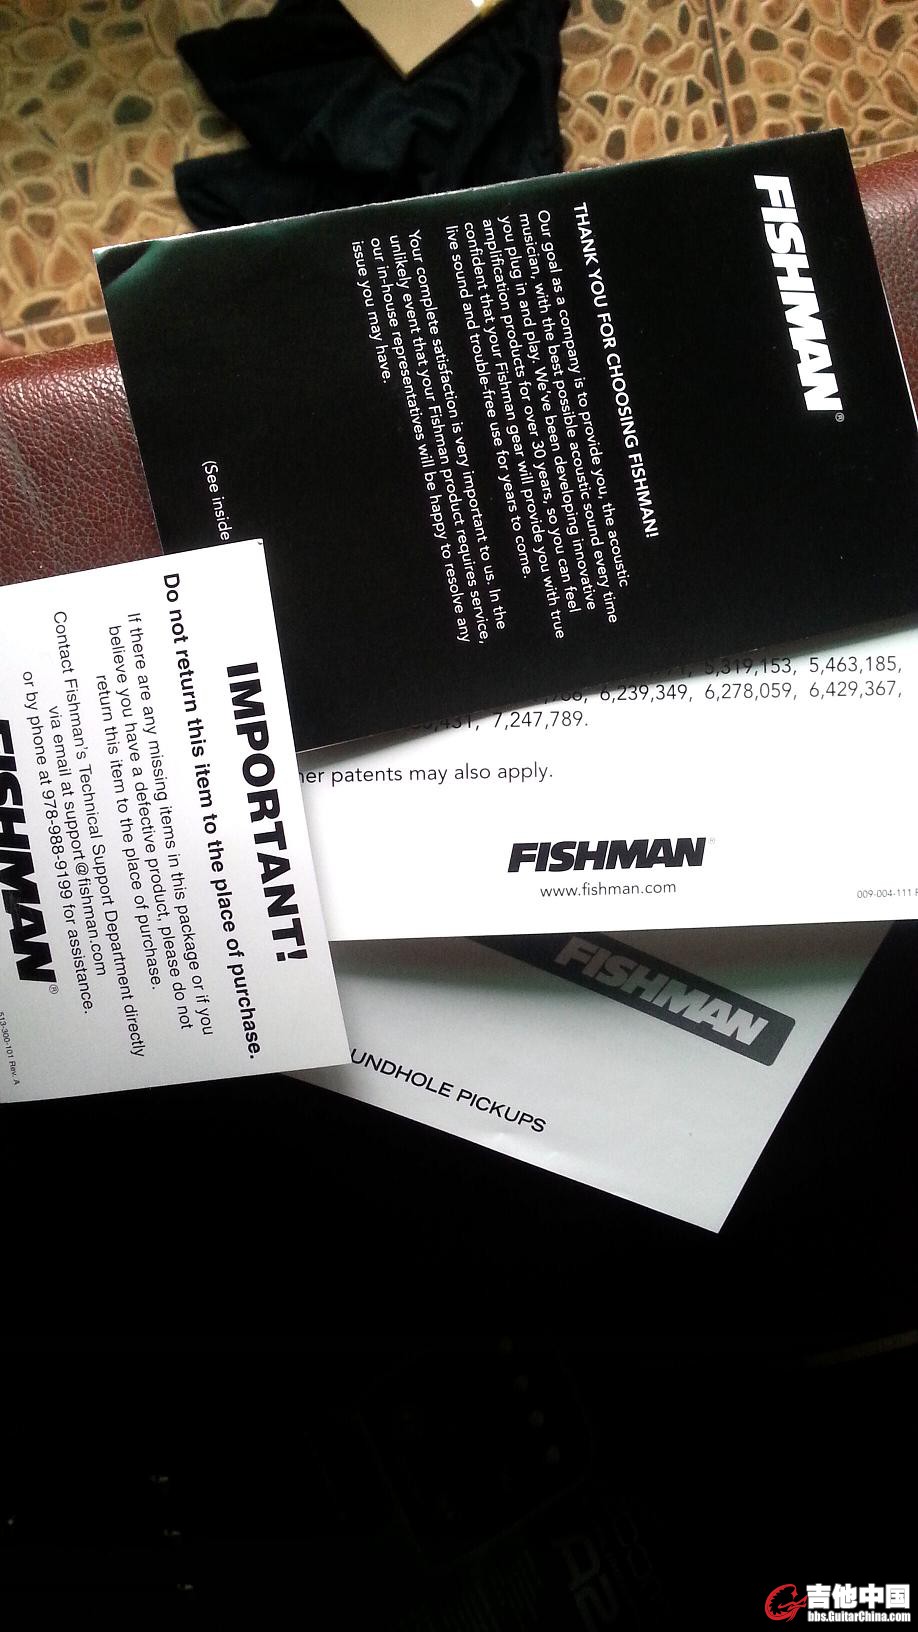 FISHMAN®
THANK YOU FOR CHOOSING FISHMAN!
Our goal as a company is to provide you, the acoustic
musician, with the best possible acoustic sound every time
you plug in and play. We've been developing innovative
amplification products for over 30 years, so you can feel
confident that your Fishman gear will provide you with true
live sound and trouble-free use for years to come.
Your complete satisfaction is very important to us. In the
unlikely event that your Fishman product requires service,
our in-house representatives will be happy to resolve any
issue you may have.
(See inside
5,319,153, 5,463,185,
6,239,349, 6,278,059, 6,429,367,
7,247,789.
patents may also apply.
FISHMAN®
www.fishman.com
009-004-111
IMPORTANT!
Do not return this item to the place of purchase.
If there are any missing items in this package or if you
believe you have a defective product, please do not
return this item to the place of purchase.
Contact Fishman's Technical Support Department directly
via email at support@fishman.com
or by phone at 978-988-9199 for assistance.
FISHMAN®
513-300-101 Rev. A
FISHMAN
UNDHOLE PICKUPS
吉他中国
bbs.GuitarChina.com